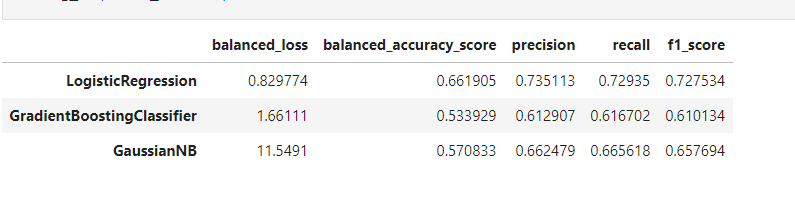 balanced_loss balanced_accuracy_score precision recall f1_score
LogisticRegression 0.829774 0.661905 0.735113 0.72935 0.727534
GradientBoostingClassifier 1.66111 0.533929 0.612907 0.616702 0.610134
GaussianNB 11.5491 0.570833 0.662479 0.665618 0.657694